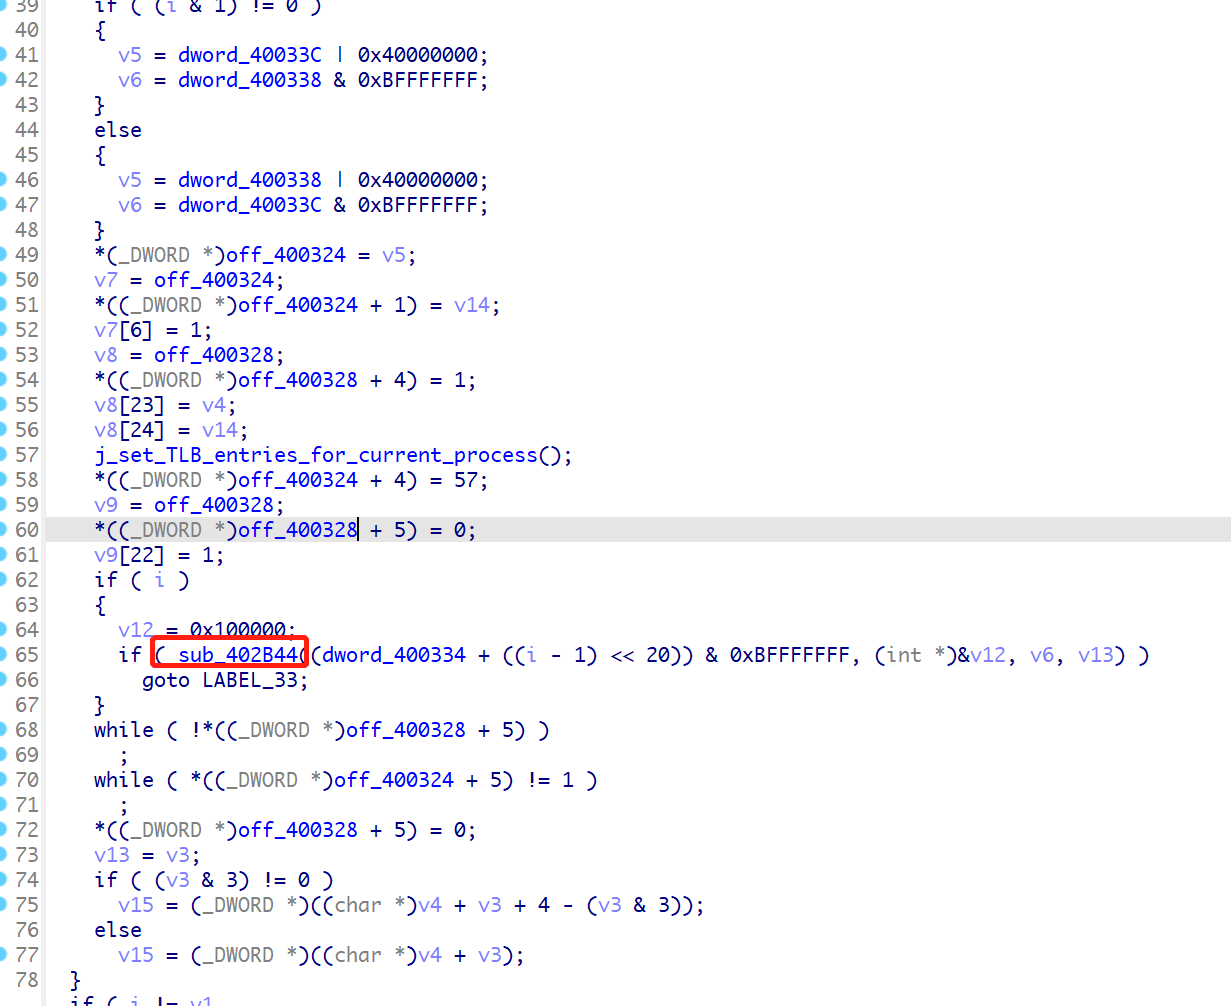 39 if ( (i & 1) != 0 )
40 {
41 v5 = dword_40033C | 0x40000000;
42 v6 = dword_400338 & 0xBFFFFFFF;
43 }
44 else
45 {
46 v5 = dword_400338 | 0x40000000;
47 v6 = dword_40033C & 0xBFFFFFFF;
48 }
49 *(_DWORD *)off_400324 = v5;
50 v7 = off_400324;
51 *((_DWORD *)off_400324 + 1) = v14;
52 v7[6] = 1;
53 v8 = off_400328;
54 *((_DWORD *)off_400328 + 4) = 1;
55 v8[23] = v4;
56 v8[24] = v14;
57 j_set_TLB_entries_for_current_process();
58 *((_DWORD *)off_400324 + 4) = 57;
59 v9 = off_400328;
60 *((_DWORD *)off_400328 + 5) = 0;
61 v9[22] = 1;
62 if ( i )
63 {
64 v12 = 0x100000;
65 if ( sub_402B44((dword_400334 + ((i - 1) << 20)) & 0xBFFFFFFF, (int *)&v12, v6, v13) )
66 goto LABEL_33;
67 }
68 while ( !*((_DWORD *)off_400328 + 5) )
69 ;
70 while ( *((_DWORD *)off_400324 + 5) != 1 )
71 ;
72 *((_DWORD *)off_400328 + 5) = 0;
73 v13 = v3;
74 if ( (v3 & 3) != 0 )
75 v15 = (_DWORD *)((char *)v4 + v3 + 4 - (v3 & 3));
76 else
77 v15 = (_DWORD *)((char *)v4 + v3);
78 }
if ( i != v1